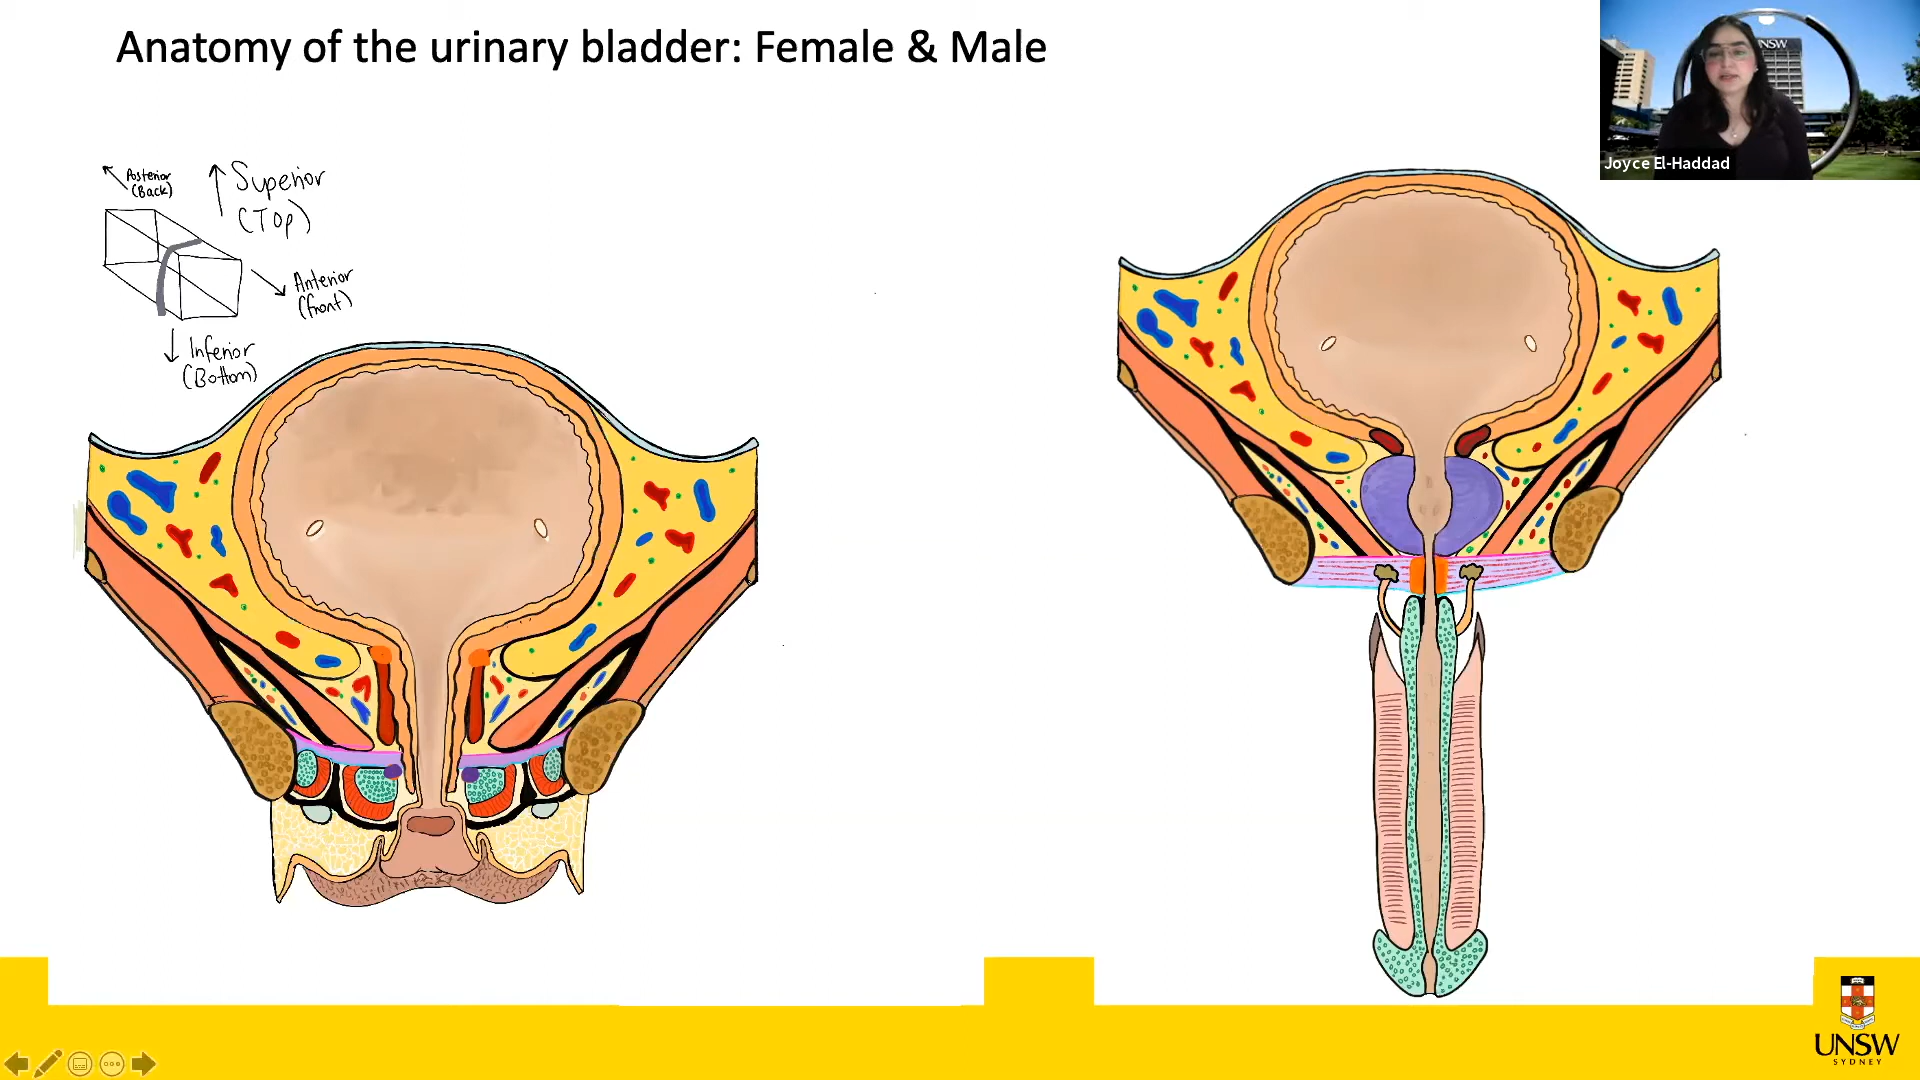 Anatomy of the urinary bladder: Female & Male
UNSW
Joyce El-Haddad
Posterior
(Back)
Superior
(Top)
Anterior
(front)
Inferior
(Bottom)
UNSW
SYDNEY